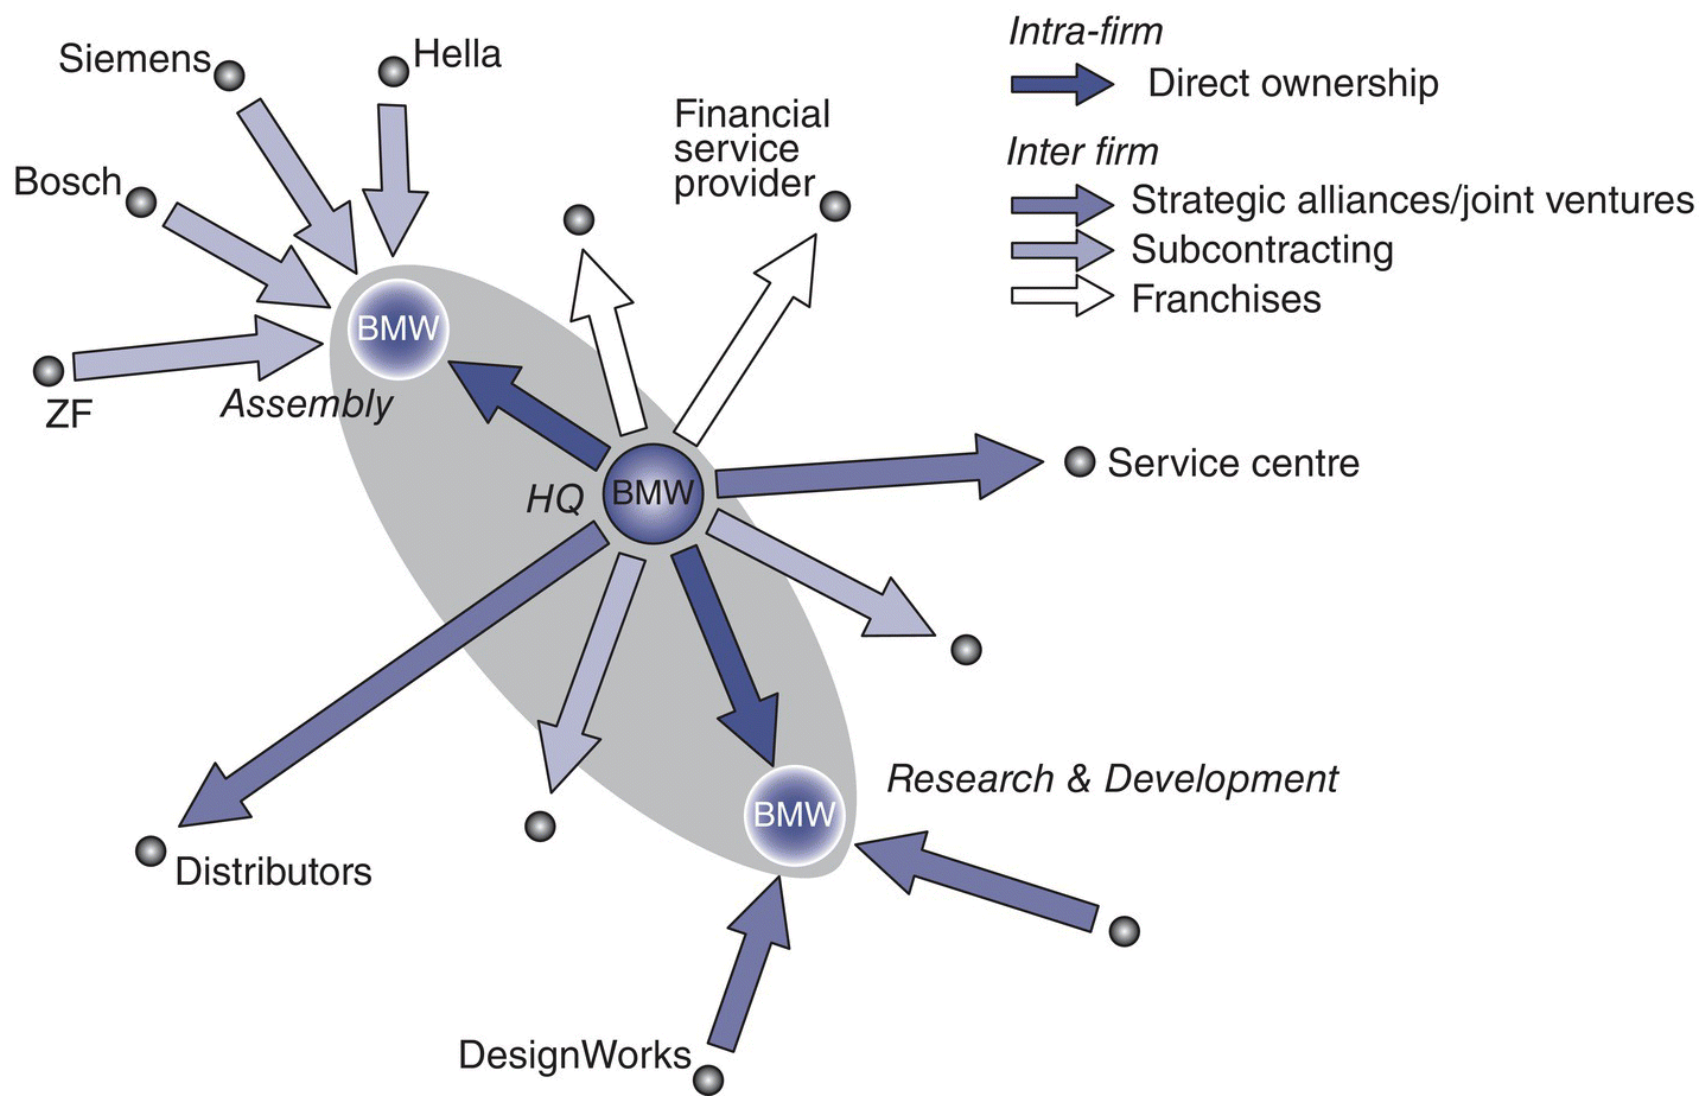 Siemens
Hella
Bosch
ZF
Financial
service
provider
Intra-firm
Direct ownership
Inter firm
Strategic alliances/joint ventures
Subcontracting
Franchises
BMW
Assembly
HQ
BMW
Service centre
Distributors
BMW
Research & Development
DesignWorks